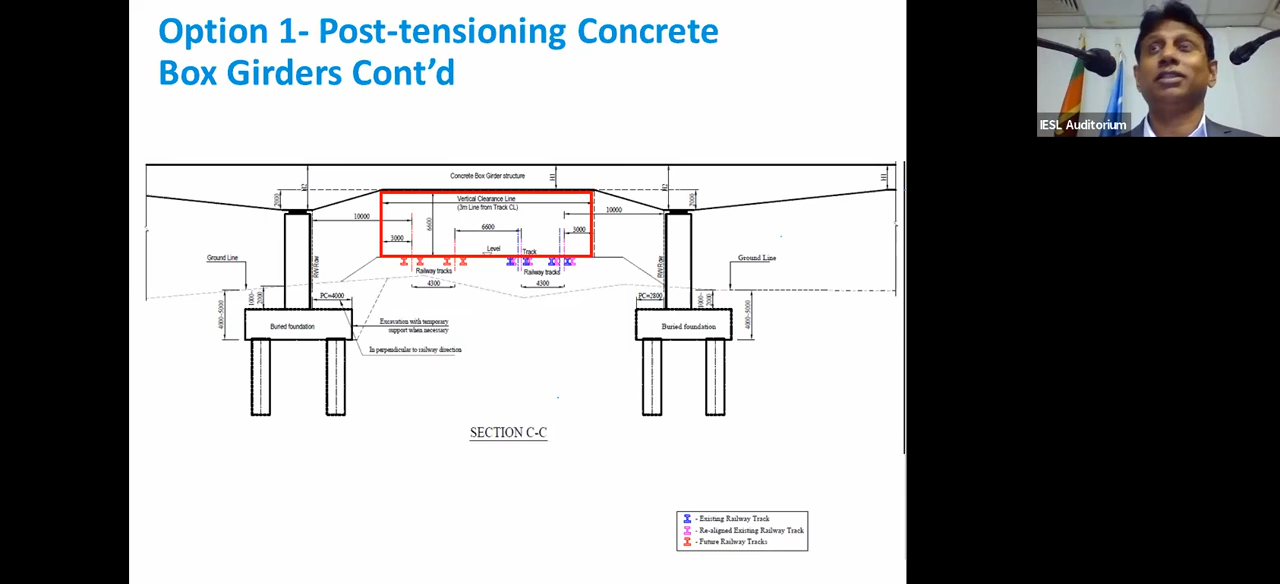 Option 1- Post-tensioning Concrete
Box Girders Cont'd
IESL Auditorium
Concrete Box Girder structure
H1
H1
H2
H2
2000
2000
Vertical Clearance Line
(3m Line from Track CL)
10000
10000
6600
6600
3000
3000
Level
Track
Railway tracks
Railway tracks
4300
4300
Ground Line
Ground Line
PC=4000
PC=2800
1000~
2000
1000~
2000
4000~5000
4000~5000
Buried foundation
Buried foundation
Excavation with temporary
support when necessary
In perpendicular to railway direction
SECTION C-C
- Existing Railway Track
- Re-aligned Existing Railway Track
- Future Railway Tracks